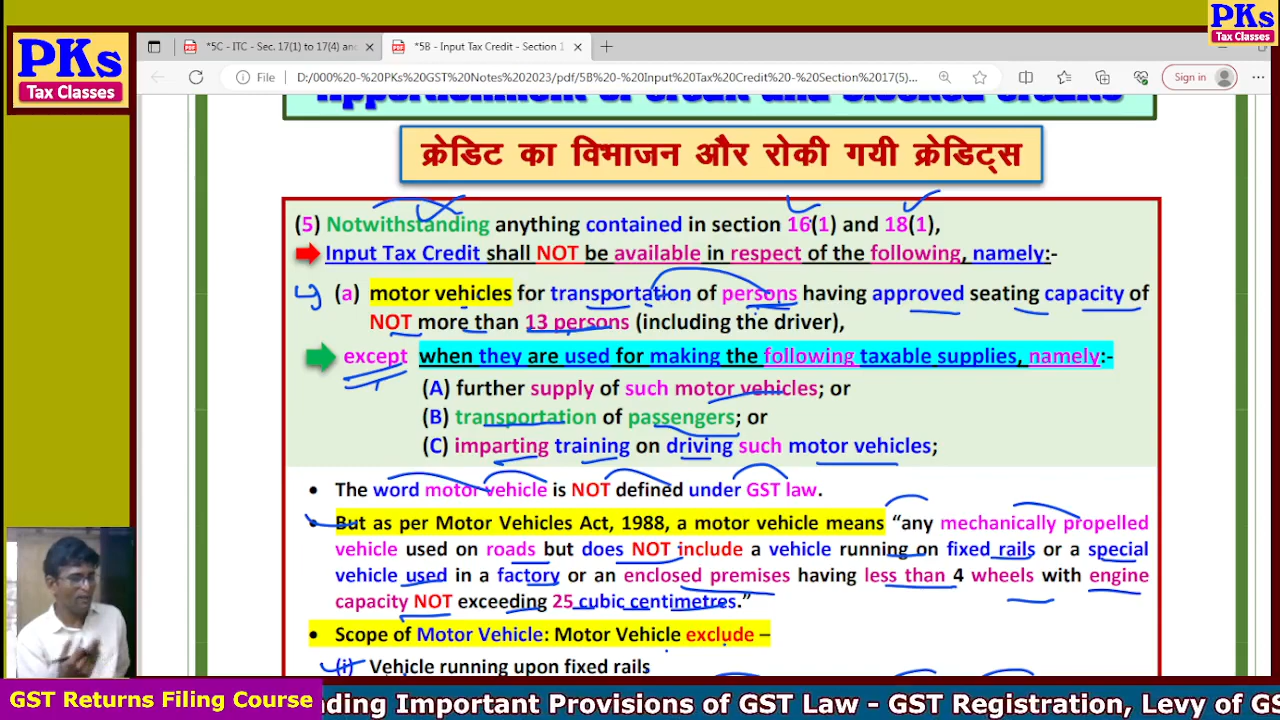 PKs
Tax Classes
*5C - ITC - Sec. 17(1) to 17(4) and
*5B - Input Tax Credit - Section 1
PKs
Tax Classes
File
D:/000%20-%20PKs%20GST%20Notes%202023/pdf/5B%20-%20Input%20Tax%20Credit%20-%20Section%2017(5)...
Sign in
Apportionment of credit and blocked credits
क्रेडिट का विभाजन और रोकी गयी क्रेडिट्स
(5) Notwithstanding anything contained in section 16(1) and 18(1),
Input Tax Credit shall NOT be available in respect of the following, namely:-
(a) motor vehicles for transportation of persons having approved seating capacity of
NOT more than 13 persons (including the driver),
except when they are used for making the following taxable supplies, namely:-
(A) further supply of such motor vehicles; or
(B) transportation of passengers; or
(C) imparting training on driving such motor vehicles;
• The word motor vehicle is NOT defined under GST law.
• But as per Motor Vehicles Act, 1988, a motor vehicle means “any mechanically propelled
vehicle used on roads but does NOT include a vehicle running on fixed rails or a special
vehicle used in a factory or an enclosed premises having less than 4 wheels with engine
capacity NOT exceeding 25 cubic centimetres.”
• Scope of Motor Vehicle: Motor Vehicle exclude –
(i) Vehicle running upon fixed rails
GST Returns Filing Course
ding Important Provisions of GST Law - GST Registration, Levy of GS